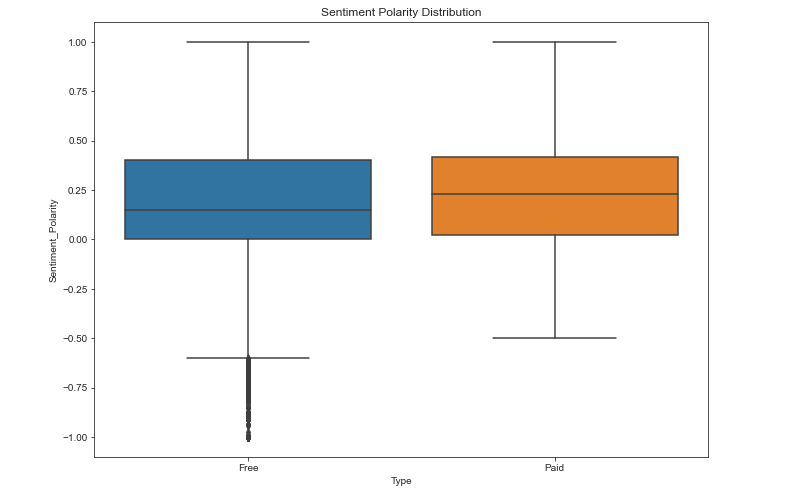 Sentiment Polarity Distribution
Sentiment_Polarity
1.00
0.75
0.50
0.25
0.00
−0.25
−0.50
−0.75
−1.00
Free
Paid
Type